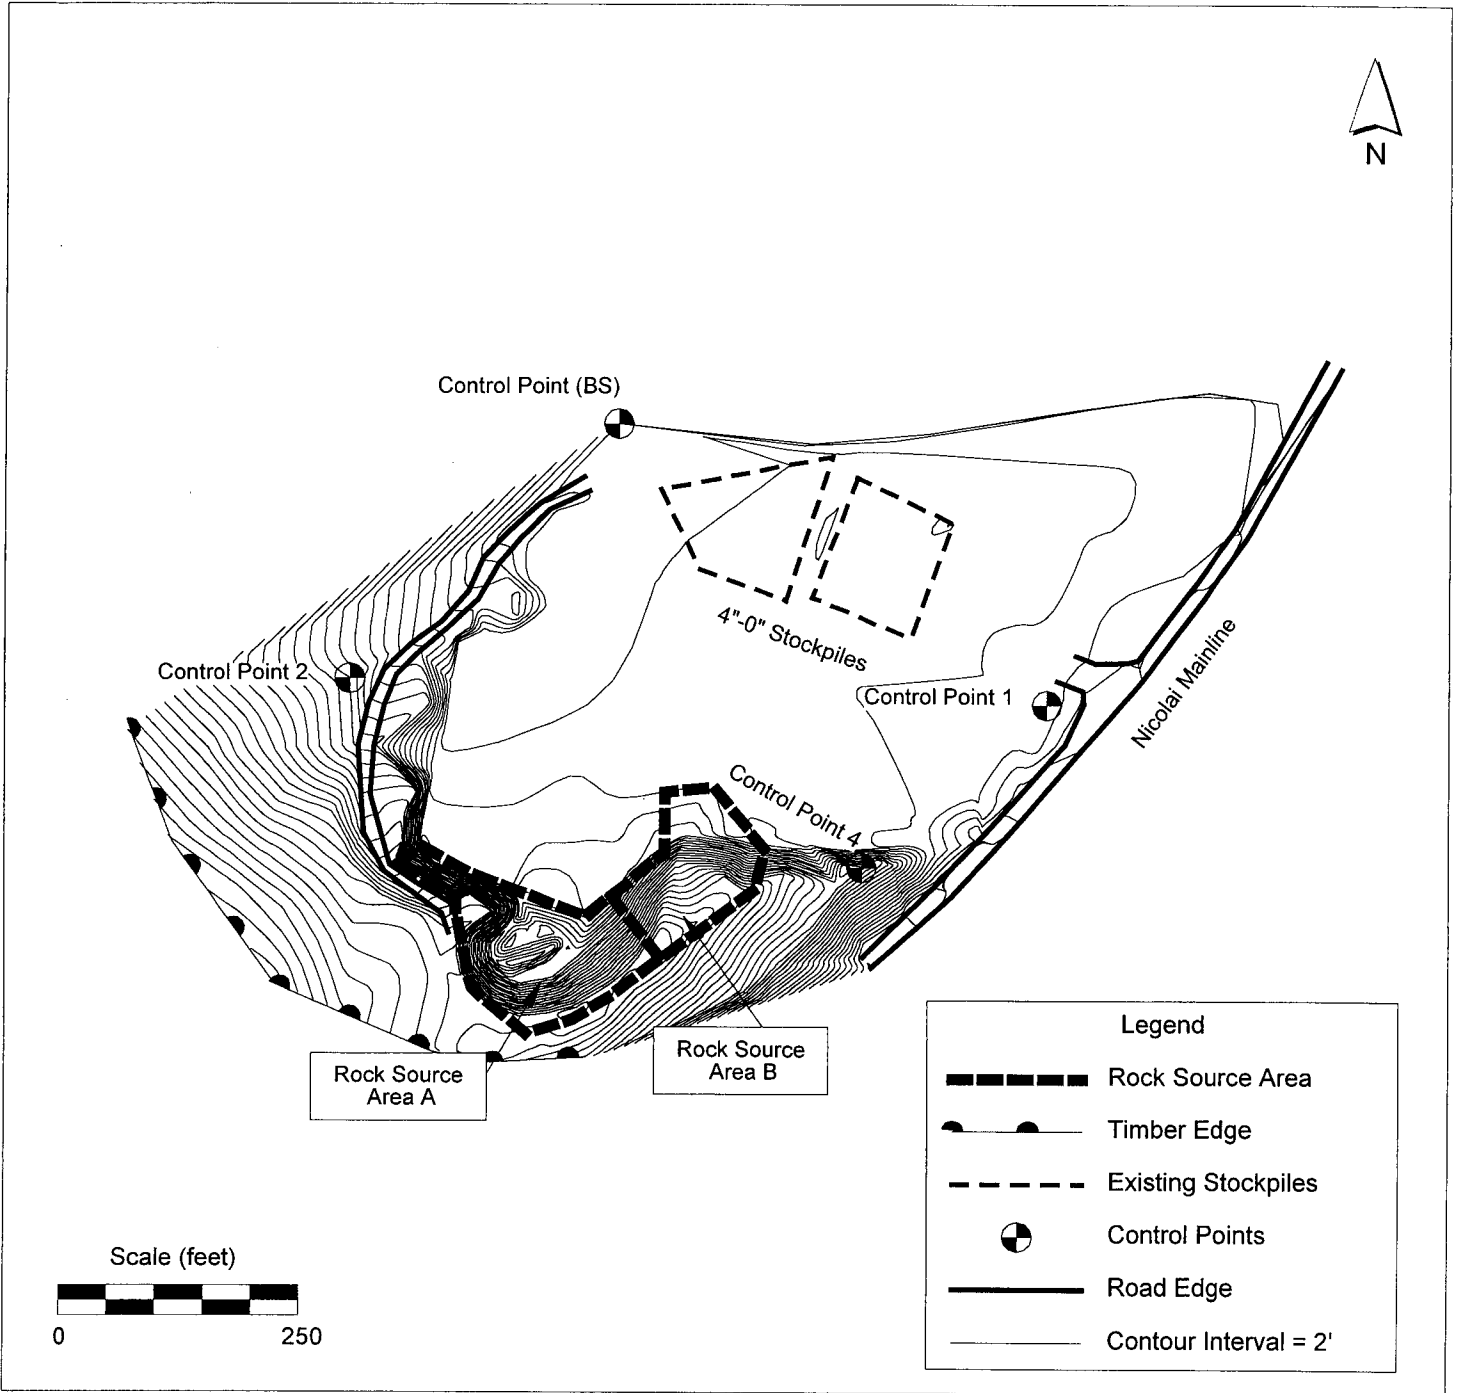 N
Control Point (BS)
4"-0" Stockpiles
Control Point 2
Control Point 1
Nicolai Mainline
Control Point 4
Rock Source
Area A
Rock Source
Area B
Legend
Rock Source Area
Timber Edge
Existing Stockpiles
Control Points
Road Edge
Contour Interval = 2'
Scale (feet)
0
250